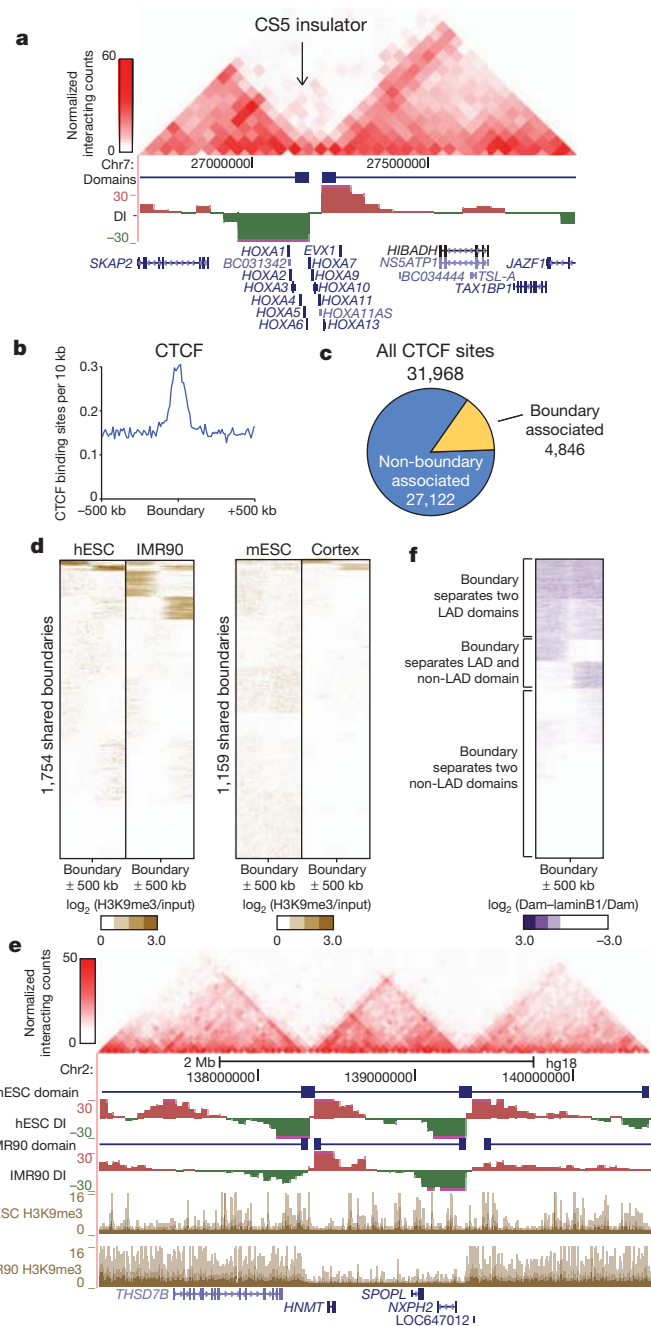 a
CS5 insulator
60
0
Normalized
interacting counts
Chr7:
27000000
27500000
Domains
30
DI
−30
SKAP2
HOXA1
BC031342
HOXA2
HOXA3
HOXA4
HOXA5
HOXA6
EVX1
HOXA7
HOXA9
HOXA10
HOXA11
HOXA11AS
HOXA13
HIBADH
NS5ATP1
BC034444
TSL-A
TAX1BP1
JAZF1
b
CTCF
CTCF binding sites per 10 kb
0.3
0.2
0.1
0
−500 kb
Boundary
+500 kb
c
All CTCF sites
31,968
Boundary
associated
4,846
Non-boundary
associated
27,122
d
hESC
IMR90
1,754 shared boundaries
Boundary
± 500 kb
Boundary
± 500 kb
log2 (H3K9me3/input)
0
3.0
mESC
Cortex
1,159 shared boundaries
Boundary
± 500 kb
Boundary
± 500 kb
log2 (H3K9me3/input)
0
3.0
f
Boundary
separates two
LAD domains
Boundary
separates LAD and
non-LAD domain
Boundary
separates two
non-LAD domains
Boundary
± 500 kb
log2 (Dam–laminB1/Dam)
3.0
−3.0
e
50
0
Normalized
interacting counts
Chr2:
2 Mb
hg18
138000000
139000000
140000000
hESC domain
30
hESC DI
−30
MR90 domain
30
IMR90 DI
−30
ESC H3K9me3
16
0
R90 H3K9me3
16
0
THSD7B
HNMT
SPOPL
NXPH2
LOC647012